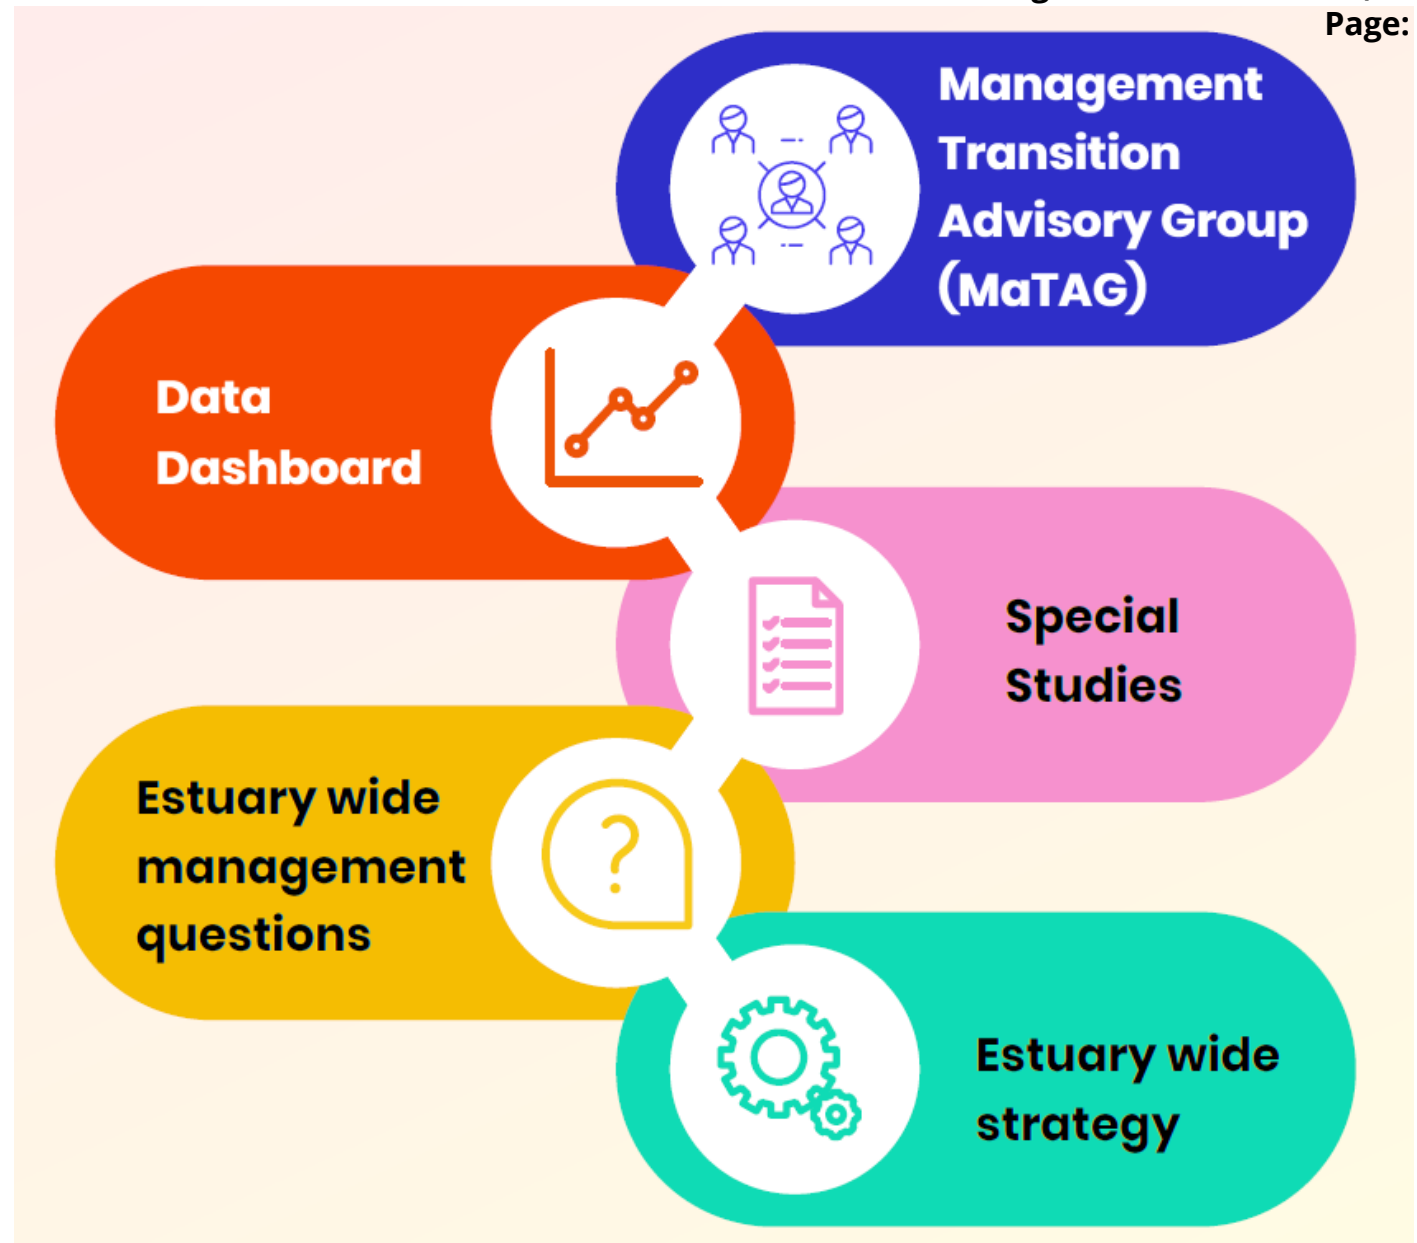 Page:
Management
Transition
Advisory Group
(MaTAG)
Data
Dashboard
Special
Studies
Estuary wide
management
questions
Estuary wide
strategy